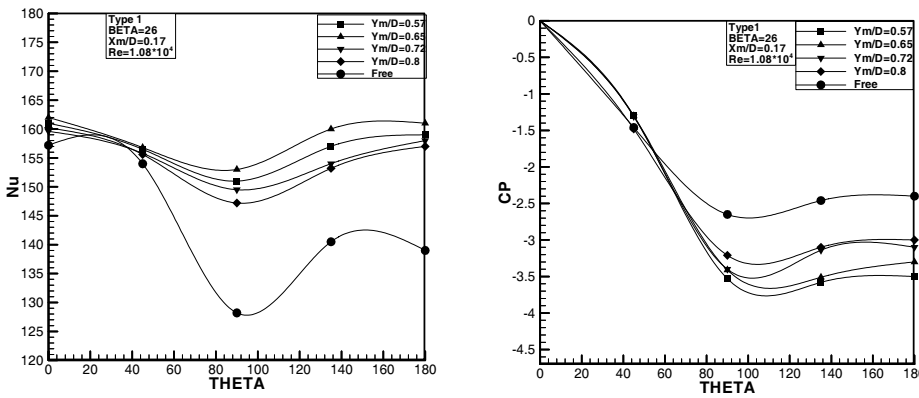 Type 1
BETA=26
Xm/D=0.17
Re=1.08*10⁴
Ym/D=0.57
Ym/D=0.65
Ym/D=0.72
Ym/D=0.8
Free
180
175
170
165
160
155
150
145
140
135
130
125
120
Nu
0 20 40 60 80 100 120 140 160 180
THETA
Type1
BETA=26
Xm/D=0.17
Re=1.08*10⁴
Ym/D=0.57
Ym/D=0.65
Ym/D=0.72
Ym/D=0.8
Free
0
-0.5
-1
-1.5
-2
-2.5
-3
-3.5
-4
-4.5
CP
0 20 40 60 80 100 120 140 160 180
THETA